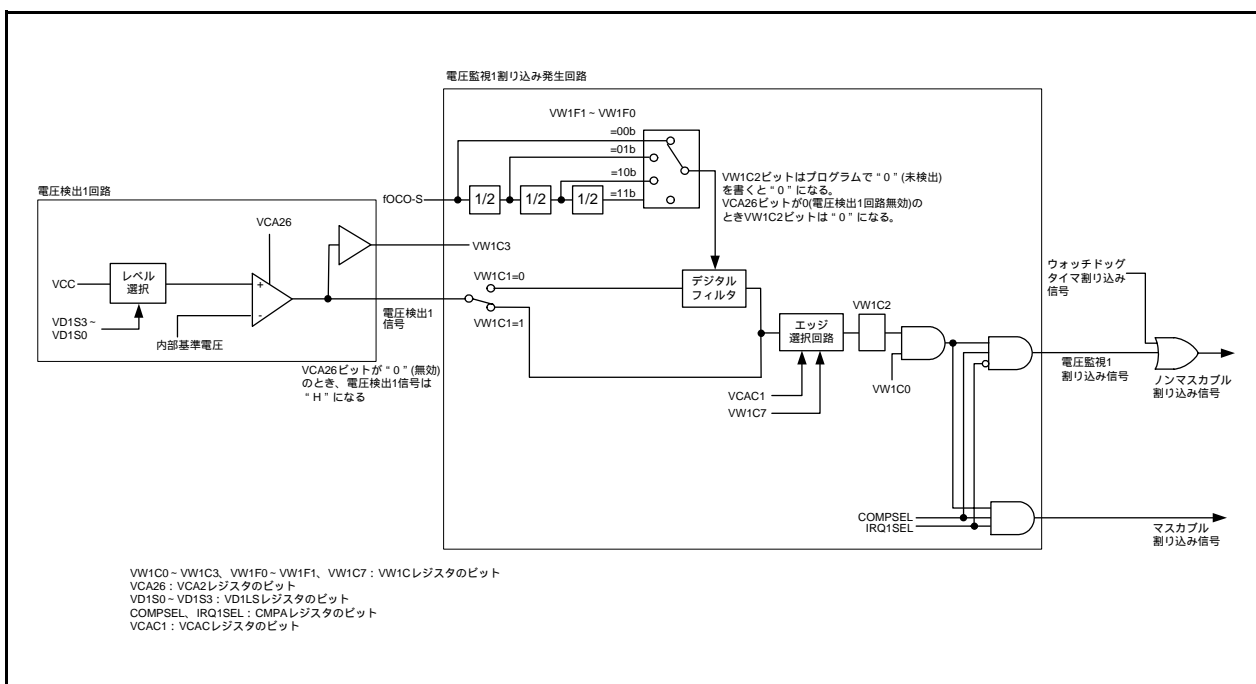 電圧監視1割り込み発生回路
VW1F1 ~ VW1F0
=00b
=01b
=10b
=11b
fOCO-S
1/2
1/2
1/2
VW1C2ビットはプログラムで“0”(未検出)
を書くと“0”になる。
VCA26ビットが0(電圧検出1回路無効)の
ときVW1C2ビットは“0”になる。
電圧検出1回路
VCA26
VCC
レベル
選択
VD1S3 ~
VD1S0
+
-
内部基準電圧
VW1C3
電圧検出1
信号
VCA26ビットが“0”(無効)
のとき、電圧検出1信号は
“H”になる
VW1C1=0
VW1C1=1
デジタル
フィルタ
エッジ
選択回路
VCAC1
VW1C7
VW1C2
VW1C0
ウォッチドッグ
タイマ割り込み
信号
電圧監視1
割り込み信号
ノンマスカブル
割り込み信号
COMPSEL
IRQ1SEL
マスカブル
割り込み信号
VW1C0 ~ VW1C3、VW1F0 ~ VW1F1、VW1C7:VW1Cレジスタのビット
VCA26:VCA2レジスタのビット
VD1S0 ~ VD1S3:VD1LSレジスタのビット
COMPSEL、IRQ1SEL:CMPAレジスタのビット
VCAC1:VCACレジスタのビット